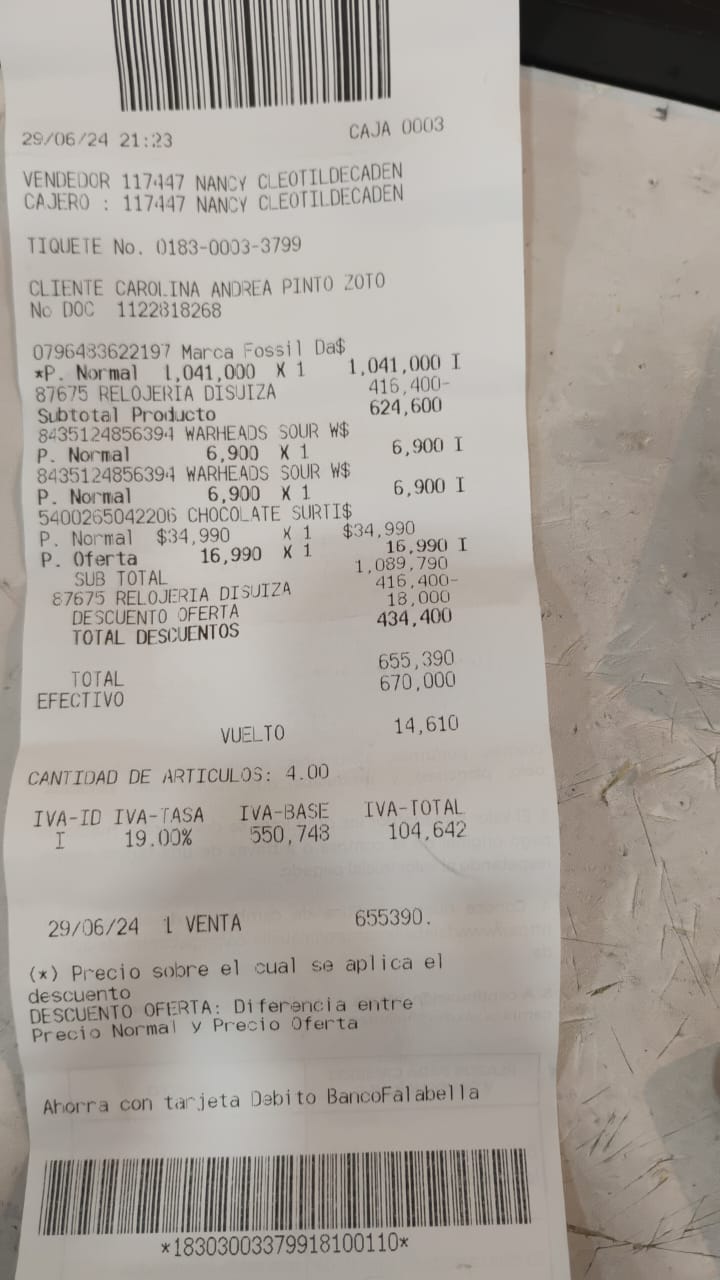 29/06/24 21:23 CAJA 0003
VENDEDOR 117447 NANCY CLEOTILDECADEN
CAJERO : 117447 NANCY CLEOTILDECADEN
TIQUETE No. 0183-0003-3799
CLIENTE CAROLINA ANDREA PINTO ZOTO
No DOC 1122818268
0796483622197 Marca Fossil Da$
*P. Normal 1,041,000 X 1 1,041,000 I
87675 RELOJERIA DISUIZA 416,400-
Subtotal Producto 624,600
8435124856394 WARHEADS SOUR W$
P. Normal 6,900 X 1 6,900 I
8435124856394 WARHEADS SOUR W$
P. Normal 6,900 X 1 6,900 I
5400265042206 CHOCOLATE SURTI$
P. Normal $34,990 X 1 $34,990
P. Oferta 16,990 X 1 16,990 I
SUB TOTAL 1,089,790
87675 RELOJERIA DISUIZA 416,400-
DESCUENTO OFERTA 18,000
TOTAL DESCUENTOS 434,400
TOTAL 655,390
EFECTIVO 670,000
VUELTO 14,610
CANTIDAD DE ARTICULOS: 4.00
IVA-ID IVA-TASA IVA-BASE IVA-TOTAL
I 19.00% 550,748 104,642
29/06/24 1 VENTA 655390.
(*) Precio sobre el cual se aplica el
descuento
DESCUENTO OFERTA: Diferencia entre
Precio Normal y Precio Oferta
Ahorra con tarjeta Debito BancoFalabella
*18303003379918100110*